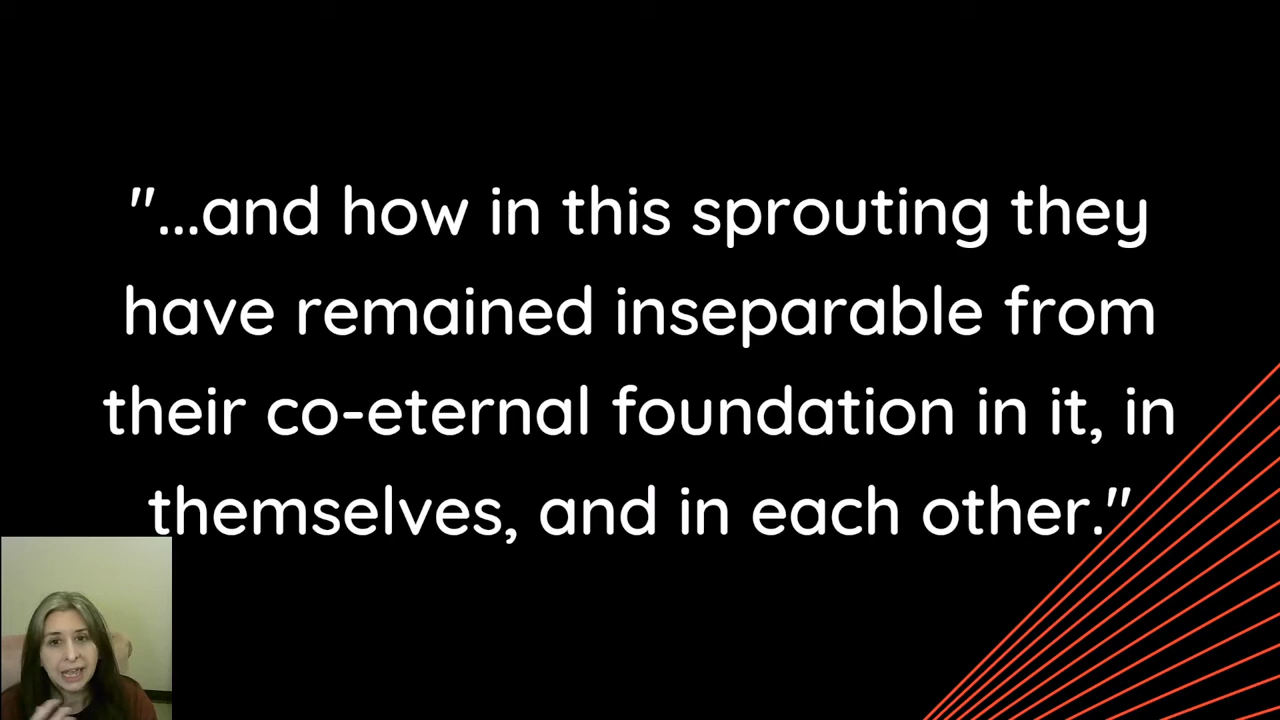 "...and how in this sprouting they
have remained inseparable from
their co-eternal foundation in it, in
themselves, and in each other."